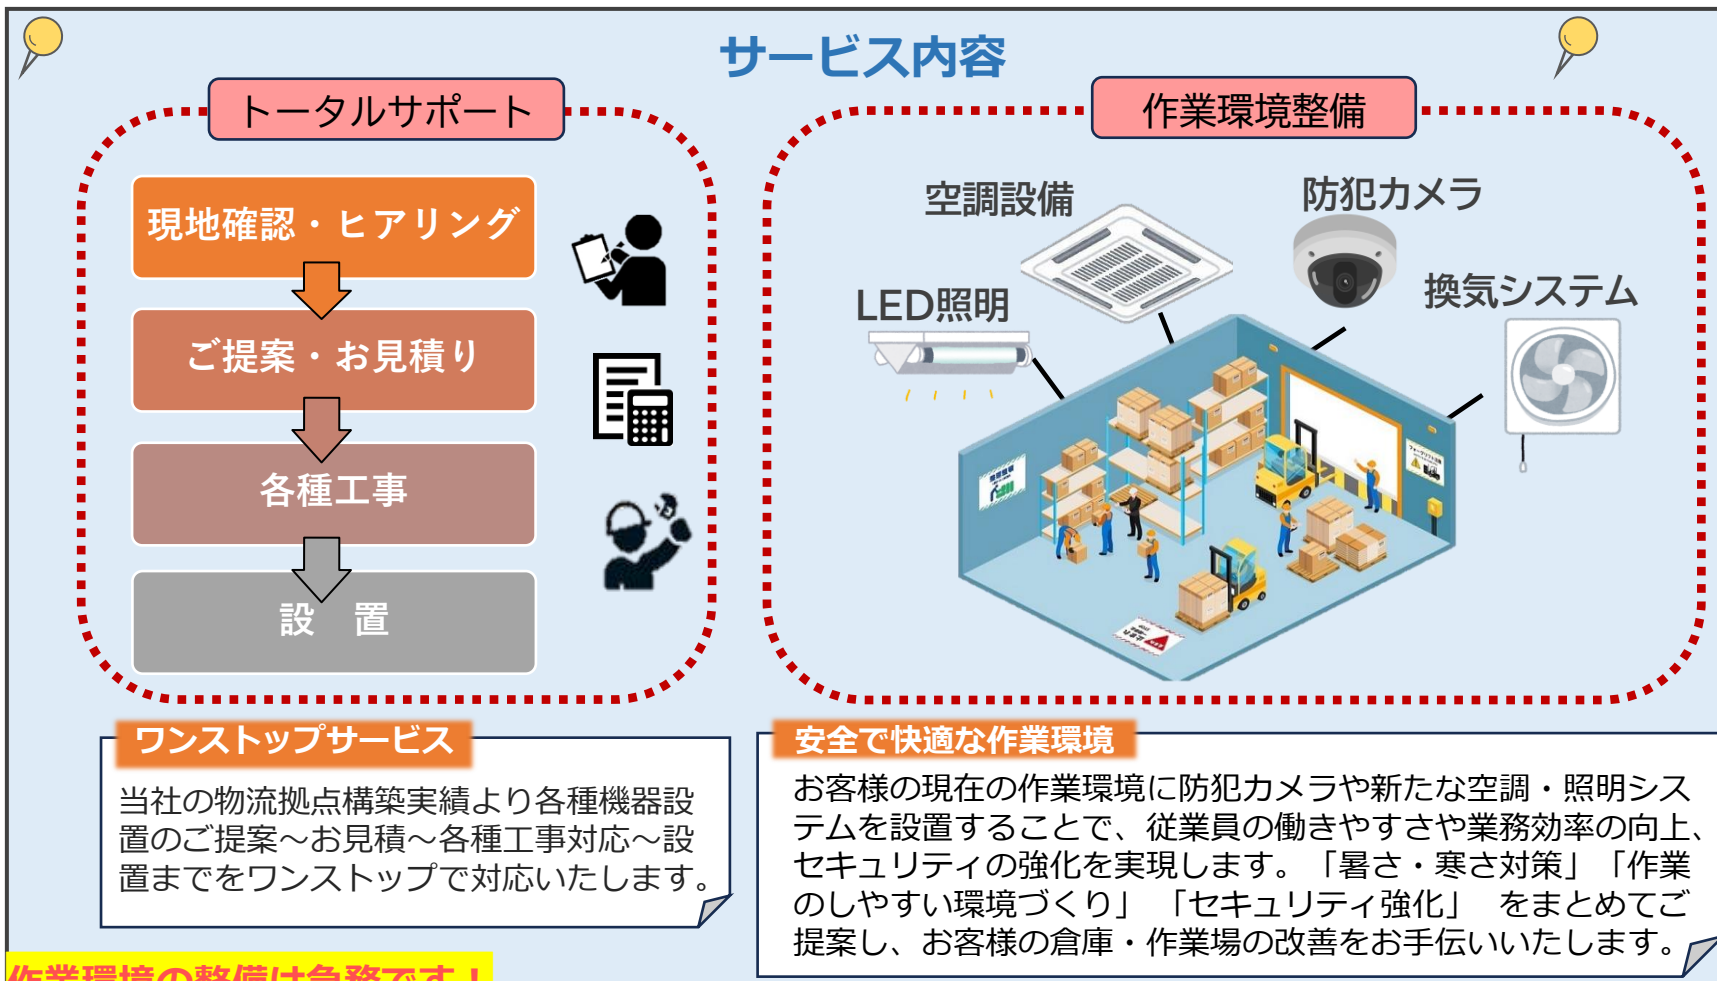 サービス内容
トータルサポート
現地確認・ヒアリング
ご提案・お見積り
各種工事
設　置
作業環境整備
空調設備
防犯カメラ
LED照明
換気システム
ワンストップサービス
当社の物流拠点構築実績より各種機器設
置のご提案～お見積～各種工事対応～設
置までをワンストップで対応いたします。
安全で快適な作業環境
お客様の現在の作業環境に防犯カメラや新たな空調・照明シス
テムを設置することで、従業員の働きやすさや業務効率の向上、
セキュリティの強化を実現します。「暑さ・寒さ対策」「作業
のしやすい環境づくり」 「セキュリティ強化」 をまとめてご
提案し、お客様の倉庫・作業場の改善をお手伝いいたします。
作業環境の整備は急務です！